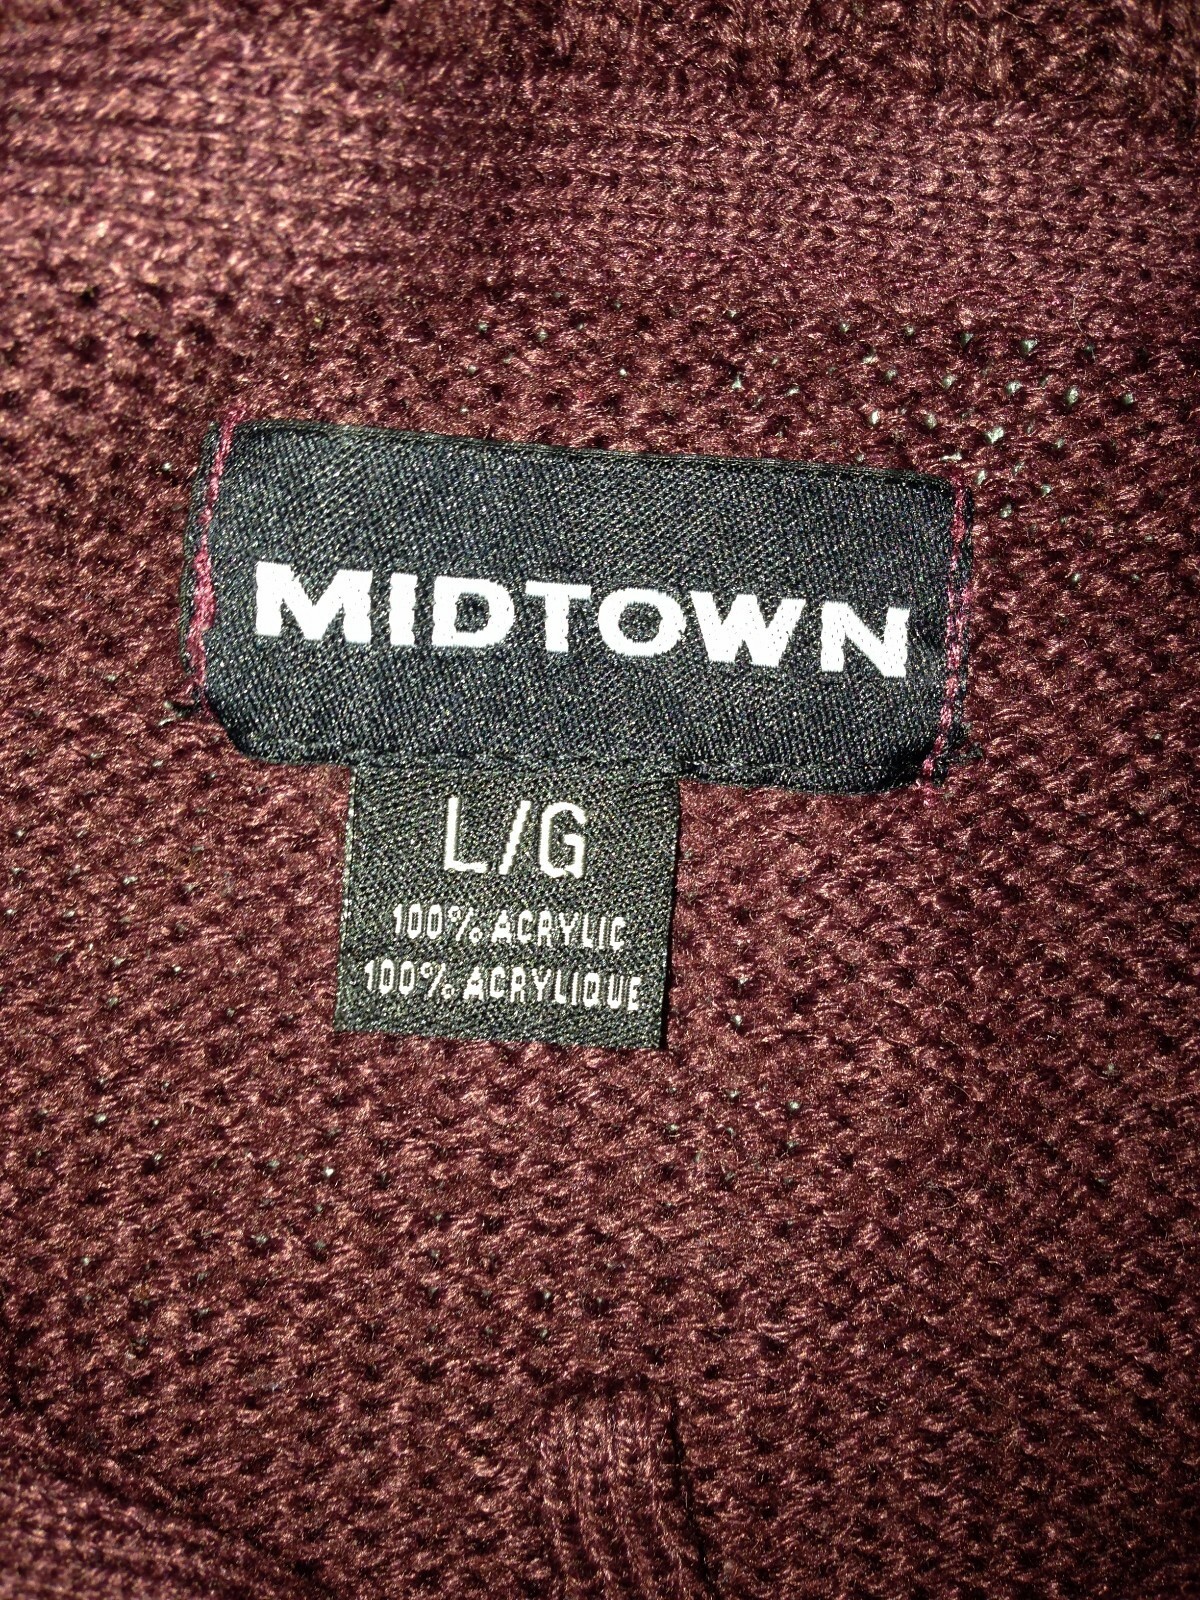 MIDTOWN
L/G
100% ACRYLIC
100% ACRYLIQUE